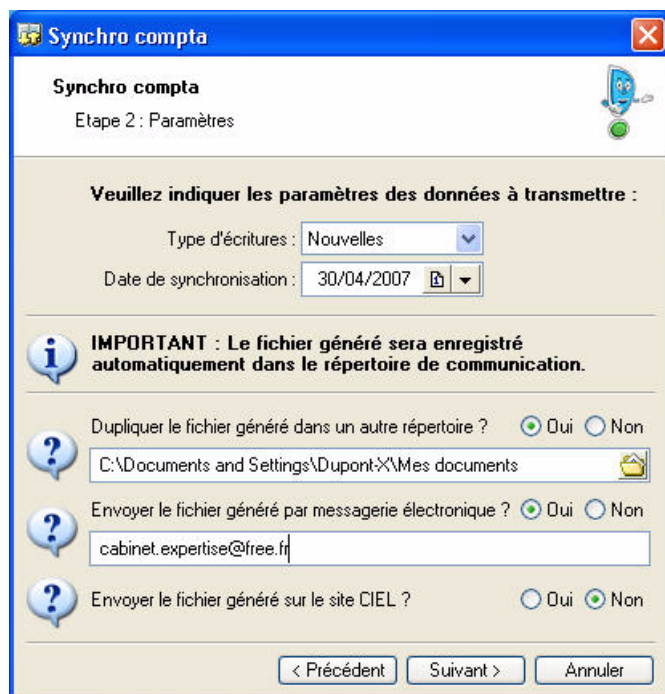 Synchro compta
Synchro compta
Etape 2 : Paramètres
Veuillez indiquer les paramètres des données à transmettre :
Type d'écritures : Nouvelles
Date de synchronisation : 30/04/2007
IMPORTANT : Le fichier généré sera enregistré
automatiquement dans le répertoire de communication.
Dupliquer le fichier généré dans un autre répertoire ? Oui Non
C:\Documents and Settings\Dupont-X\Mes documents
Envoyer le fichier généré par messagerie électronique ? Oui Non
cabinet.expertise@free.fr
Envoyer le fichier généré sur le site CIEL ? Oui Non
< Précédent Suivant > Annuler